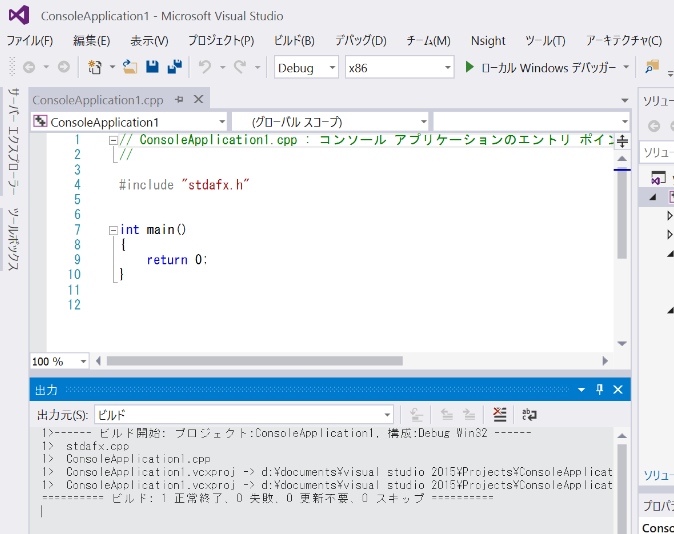 ConsoleApplication1 - Microsoft Visual Studio
ファイル(F) 編集(E) 表示(V) プロジェクト(P) ビルド(B) デバッグ(D) チーム(M) Nsight ツール(T) アーキテクチャ(C)
Debug x86 ローカル Windows デバッガー
サーバー エクスプローラー
ツールボックス
ConsoleApplication1.cpp
ConsoleApplication1 (グローバル スコープ)
1 // ConsoleApplication1.cpp : コンソール アプリケーションのエントリ ポイン
2 //
3
4 #include "stdafx.h"
5
6
7 int main()
8 {
9 return 0;
10 }
11
12
100 %
出力
出力元(S): ビルド
1>------ ビルド開始: プロジェクト:ConsoleApplication1, 構成:Debug Win32 ------
1> stdafx.cpp
1> ConsoleApplication1.cpp
1> ConsoleApplication1.vcxproj -> d:¥documents¥visual studio 2015¥Projects¥ConsoleApplicat
1> ConsoleApplication1.vcxproj -> d:¥documents¥visual studio 2015¥Projects¥ConsoleApplicat
========== ビルド: 1 正常終了、0 失敗、0 更新不要、0 スキップ ==========
ソリュー
ソリュー
ソリュー
プロパテ
Conso